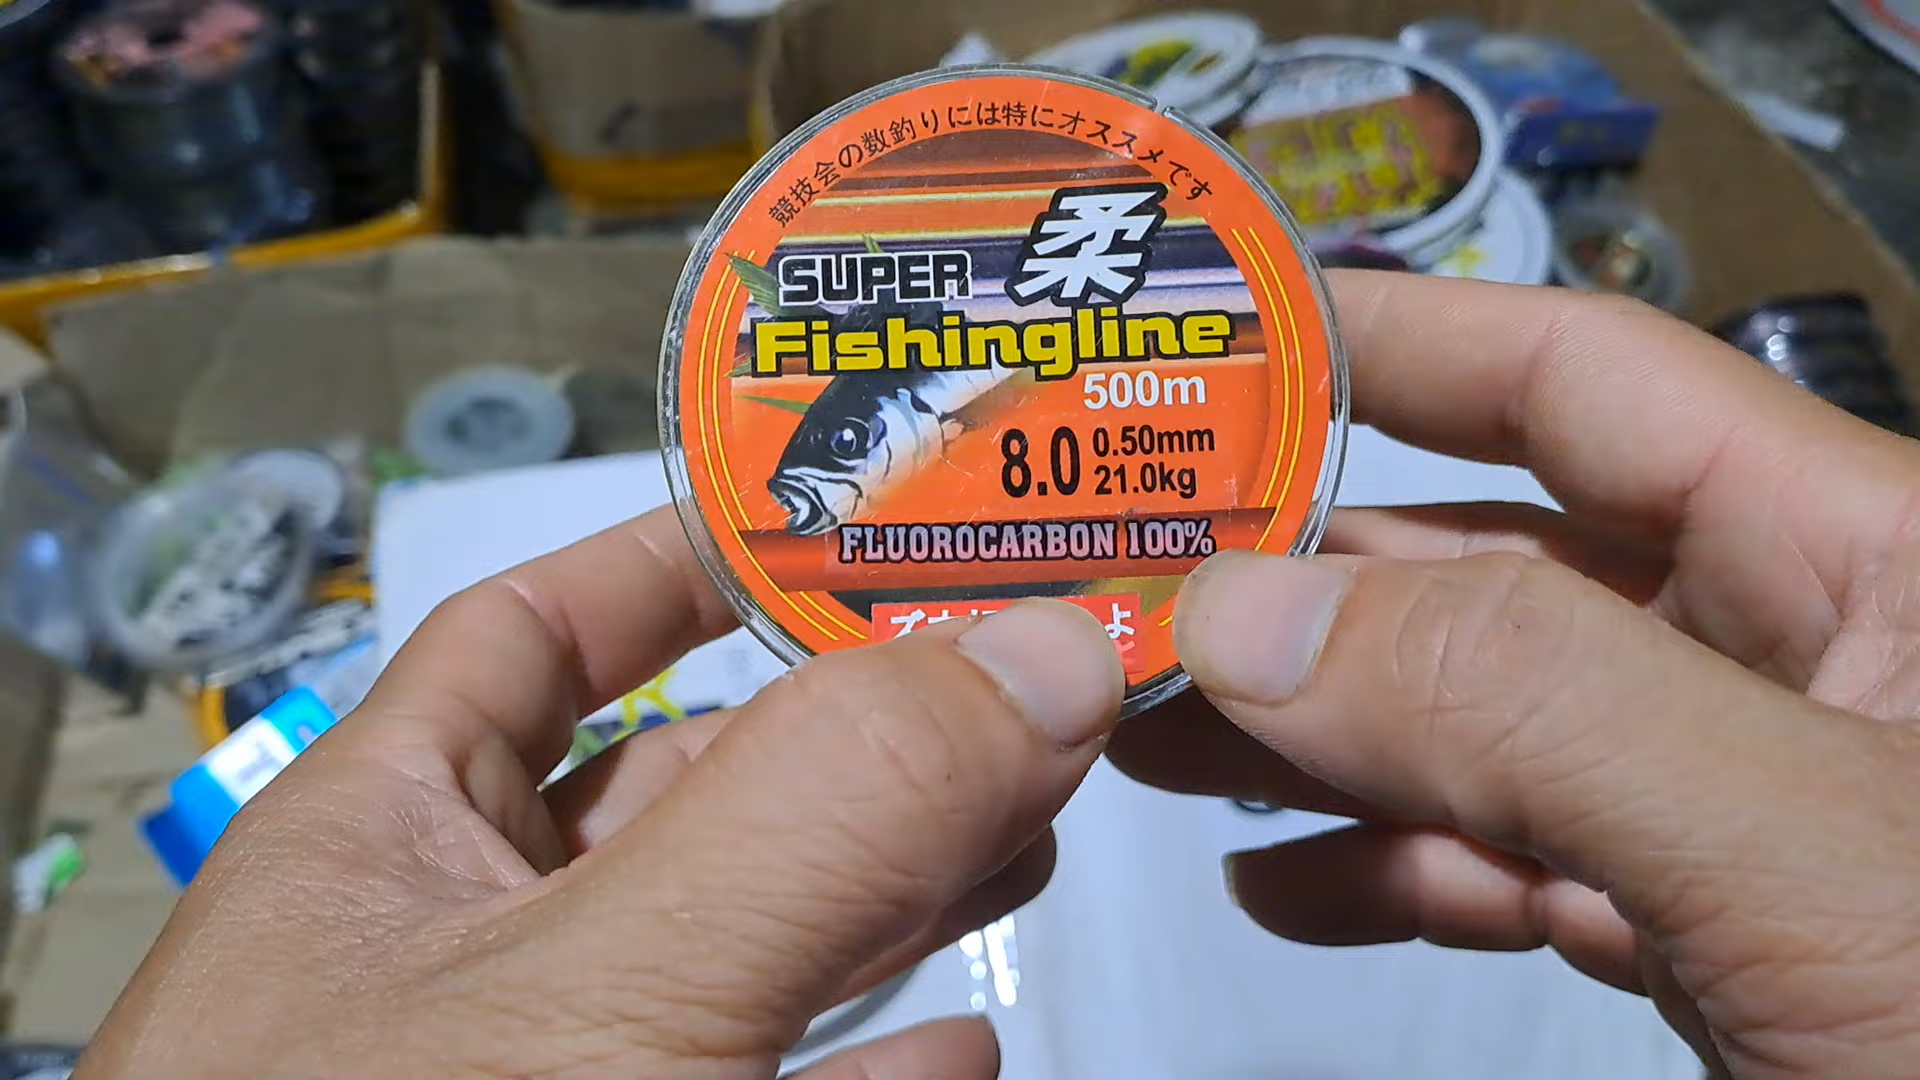 競技会の数釣りには特にオススメです
SUPER 柔
Fishingline
500m
8.0 0.50mm
21.0kg
FLUOROCARBON 100%